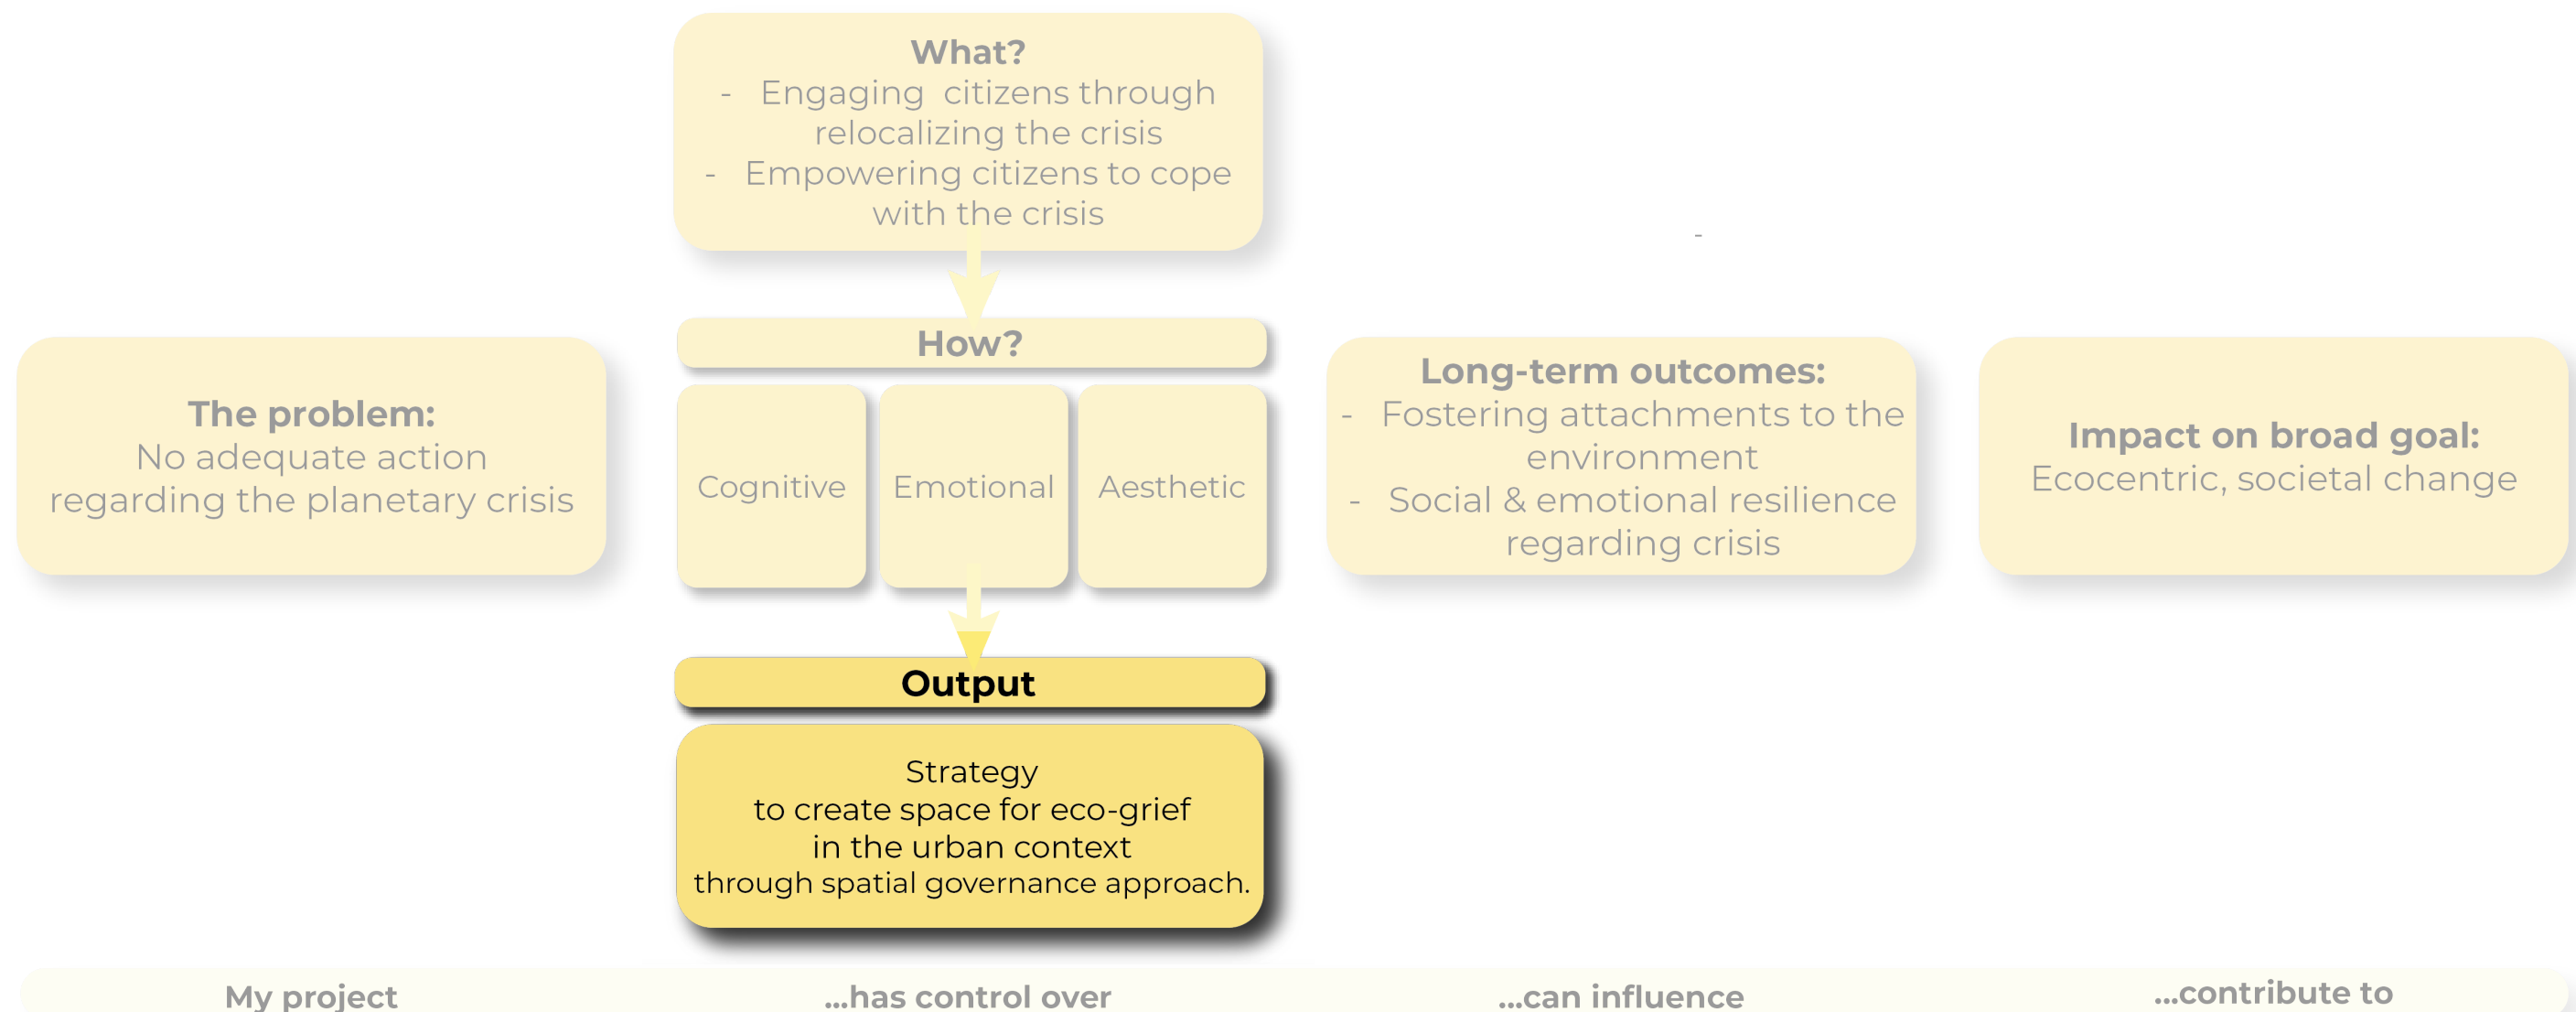 What?
- Engaging citizens through
relocalizing the crisis
- Empowering citizens to cope
with the crisis
-
How?
The problem:
No adequate action
regarding the planetary crisis
Cognitive
Emotional
Aesthetic
Long-term outcomes:
- Fostering attachments to the
environment
- Social & emotional resilience
regarding crisis
Impact on broad goal:
Ecocentric, societal change
Output
Strategy
to create space for eco-grief
in the urban context
through spatial governance approach.
My project
...has control over
...can influence
...contribute to